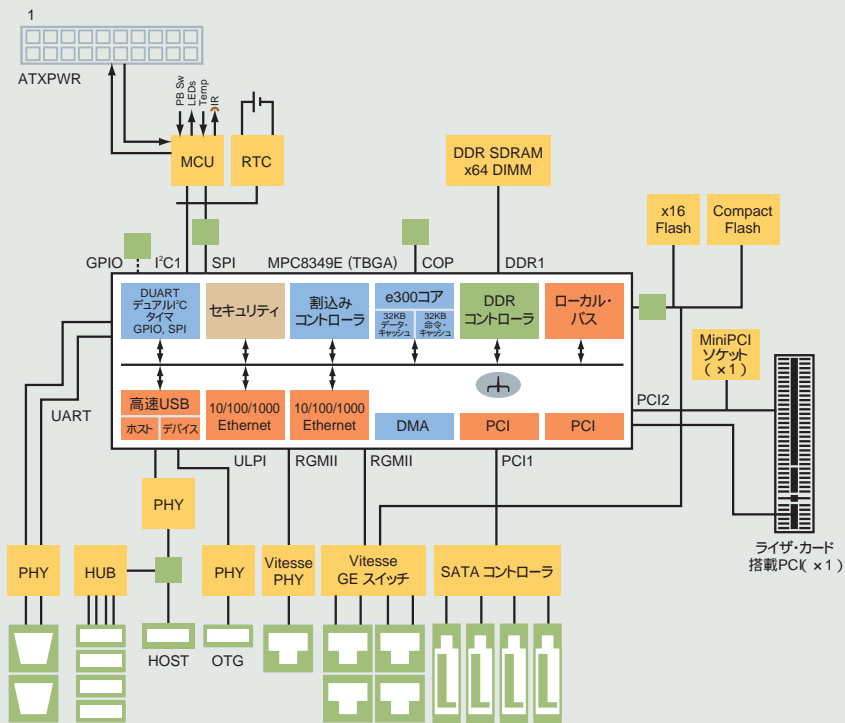 1
ATXPWR
PB Sw
LEDs
Temp
IR
MCU
RTC
DDR SDRAM
x64 DIMM
x16
Flash
Compact
Flash
GPIO
I²C1
SPI
MPC8349E (TBGA)
COP
DDR1
DUART
デュアルI²C
タイマ
GPIO, SPI
セキュリティ
割込み
コントローラ
e300コア
32KB
データ・
キャッシュ
32KB
命令・
キャッシュ
DDR
コントローラ
ローカル・
バス
MiniPCI
ソケット
(×1)
高速USB
ホスト
デバイス
10/100/1000
Ethernet
10/100/1000
Ethernet
DMA
PCI
PCI
UART
PCI2
ULPI
RGMII
RGMII
PCI1
PHY
PHY
HUB
PHY
Vitesse
PHY
Vitesse
GE スイッチ
SATA コントローラ
ライザ・カード
搭載PCI(×1)
HOST
OTG